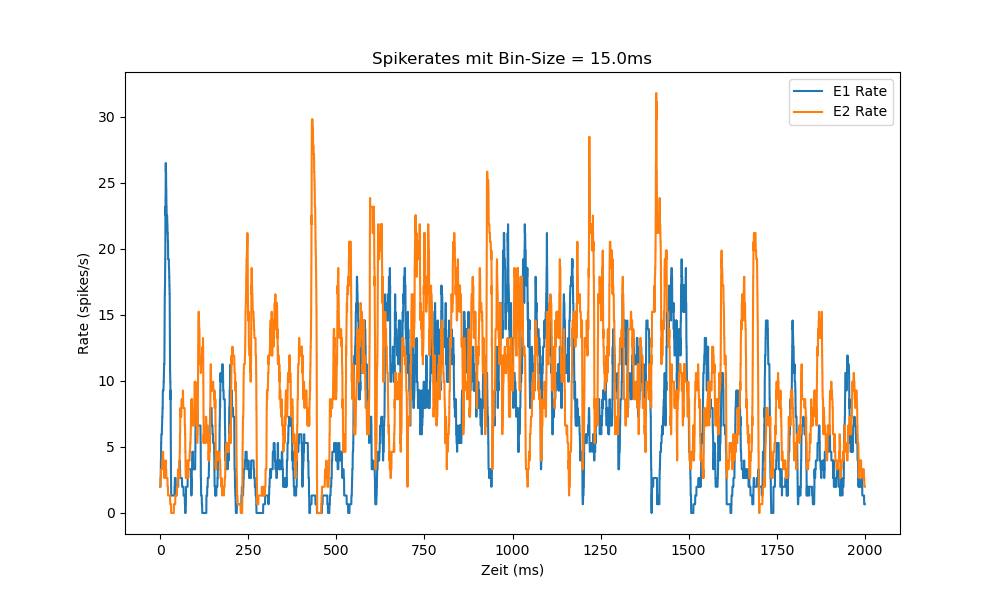 Spikerates mit Bin-Size = 15.0ms
E1 Rate
E2 Rate
Rate (spikes/s)
30
25
20
15
10
5
0
0 250 500 750 1000 1250 1500 1750 2000
Zeit (ms)